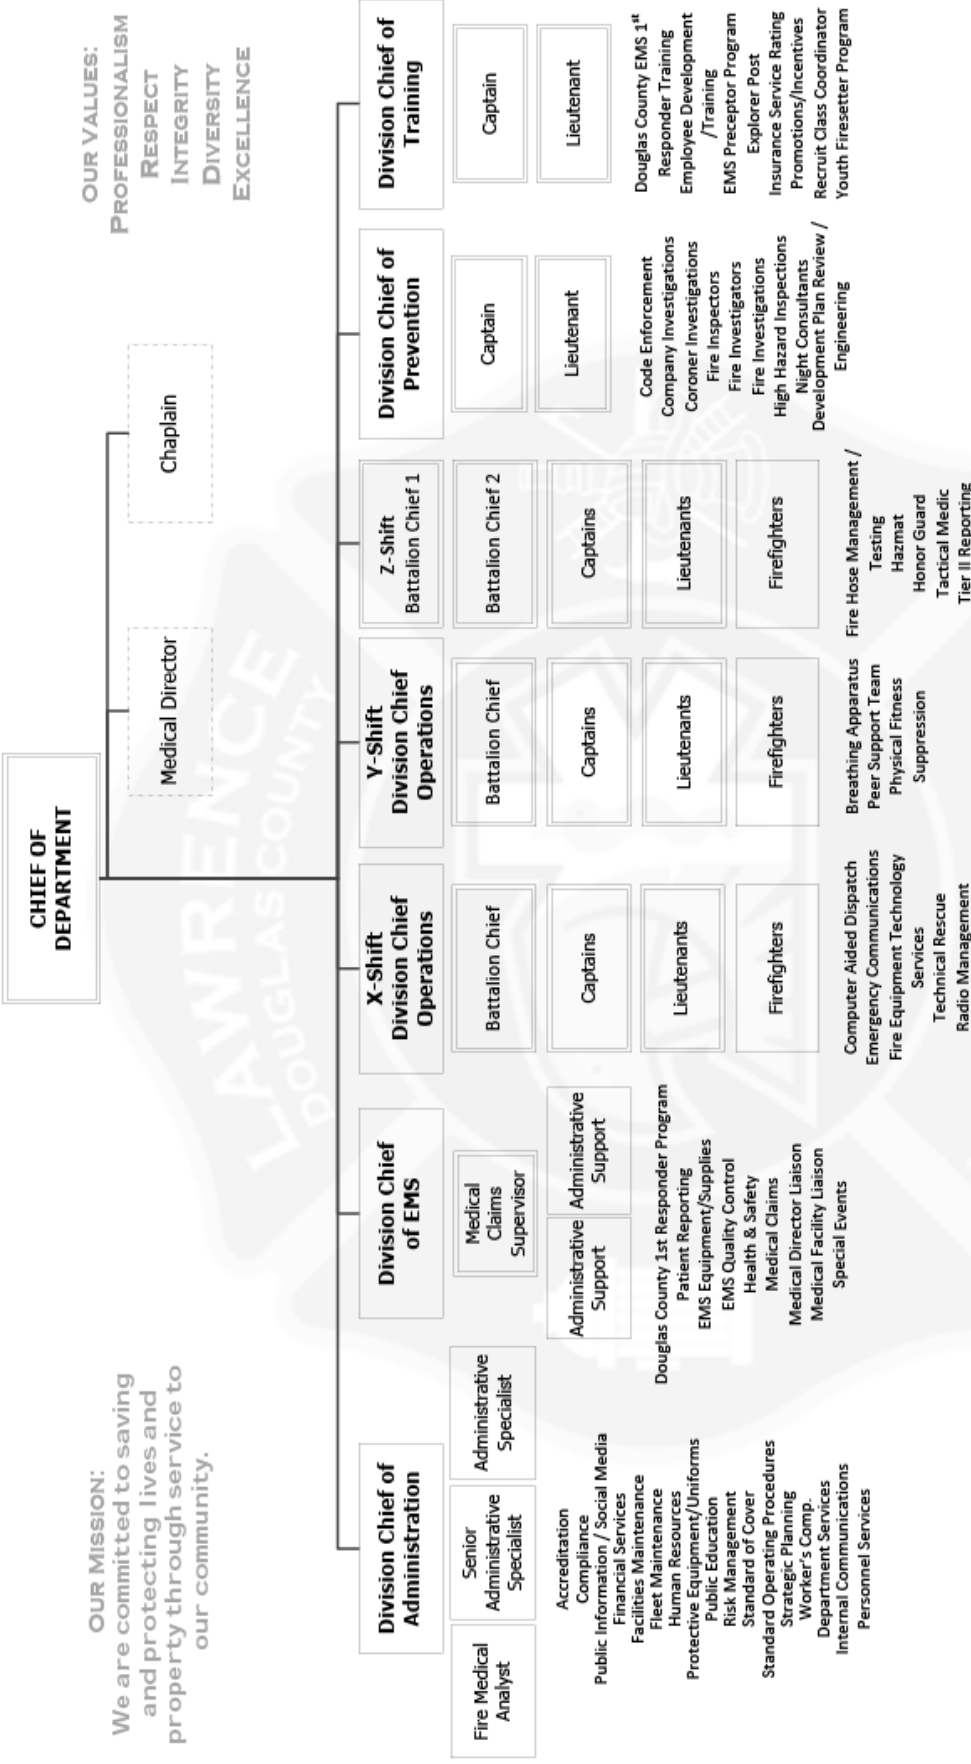 OUR MISSION:
We are committed to saving
and protecting lives and
property through service to
our community.
CHIEF OF
DEPARTMENT
OUR VALUES:
PROFESSIONALISM
RESPECT
INTEGRITY
DIVERSITY
EXCELLENCE
Medical Director
Chaplain
Division Chief of
Administration
Fire Medical
Analyst
Senior
Administrative
Specialist
Administrative
Specialist
Accreditation
Compliance
Public Information / Social Media
Financial Services
Facilities Maintenance
Fleet Maintenance
Human Resources
Protective Equipment/Uniforms
Public Education
Risk Management
Standard of Cover
Standard Operating Procedures
Strategic Planning
Worker's Comp.
Department Services
Internal Communications
Personnel Services
Division Chief
of EMS
Medical
Claims
Supervisor
Administrative
Support
Administrative
Support
Douglas County 1st Responder Program
Patient Reporting
EMS Equipment/Supplies
EMS Quality Control
Health & Safety
Medical Claims
Medical Director Liaison
Medical Facility Liaison
Special Events
X-Shift
Division Chief
Operations
Battalion Chief
Captains
Lieutenants
Firefighters
Computer Aided Dispatch
Emergency Communications
Fire Equipment Technology
Services
Technical Rescue
Radio Management
Y-Shift
Division Chief
Operations
Battalion Chief
Captains
Lieutenants
Firefighters
Breathing Apparatus
Peer Support Team
Physical Fitness
Suppression
Z-Shift
Battalion Chief 1
Battalion Chief 2
Captains
Lieutenants
Firefighters
Fire Hose Management /
Testing
Hazmat
Honor Guard
Tactical Medic
Tier II Reporting
Division Chief of
Prevention
Captain
Lieutenant
Code Enforcement
Company Investigations
Coroner Investigations
Fire Inspectors
Fire Investigators
Fire Investigations
High Hazard Inspections
Night Consultants
Development Plan Review /
Engineering
Division Chief of
Training
Captain
Lieutenant
Douglas County EMS 1st
Responder Training
Employee Development
/Training
EMS Preceptor Program
Explorer Post
Insurance Service Rating
Promotions/Incentives
Recruit Class Coordinator
Youth Firesetter Program
LAWRENCE
DOUGLAS COUNTY